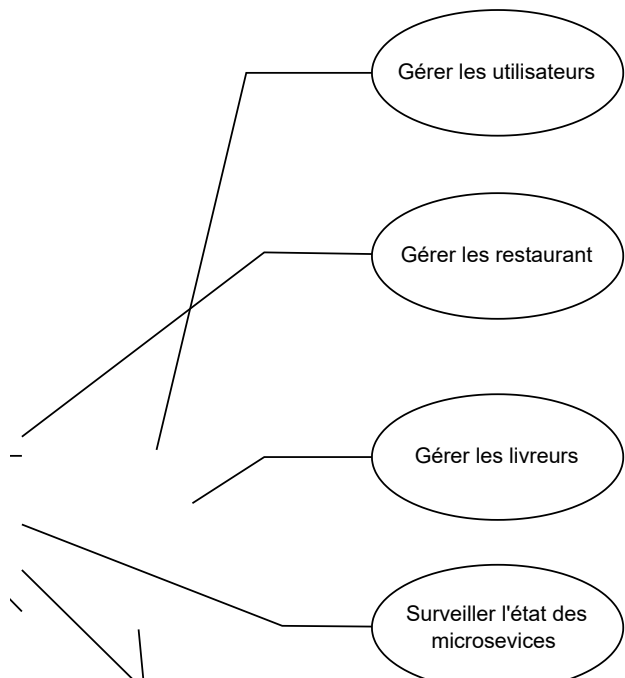 Gérer les utilisateurs
Gérer les restaurant
Gérer les livreurs
Surveiller l'état des
microsevices